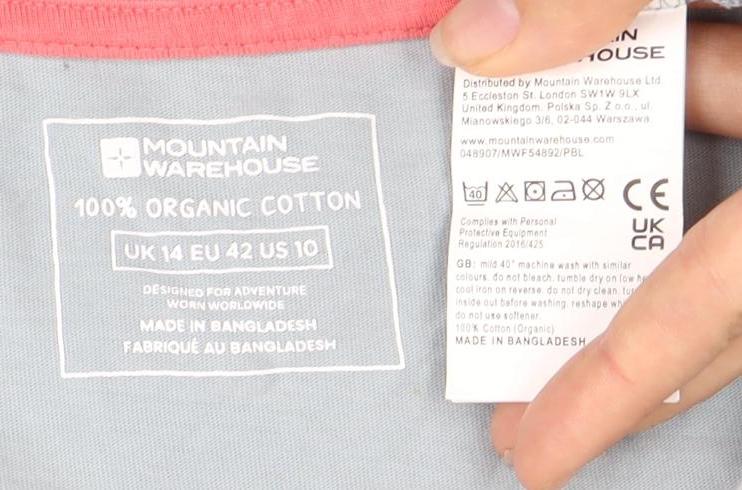 MOUNTAIN
WAREHOUSE
100% ORGANIC COTTON
UK 14 EU 42 US 10
DESIGNED FOR ADVENTURE
WORN WORLDWIDE
MADE IN BANGLADESH
FABRIQUÉ AU BANGLADESH
Distributed by Mountain Warehouse Ltd
5 Eccleston St. London SW1W 9LX
United Kingdom. Polska Sp. Z o.o., ul.
Mianowskiego 3/6, 02-044 Warszawa
www.mountainwarehouse.com
048907/MWF54892/PBL
40
CE
UK
CA
Complies with Personal
Protective Equipment
Regulation 2016/425
GB: mild 40° machine wash with similar
colours. do not bleach. tumble dry on low
cool iron on reverse. do not dry clean.
inside out before washing. reshape
do not use softener.
100% Cotton (Organic)
MADE IN BANGLADESH